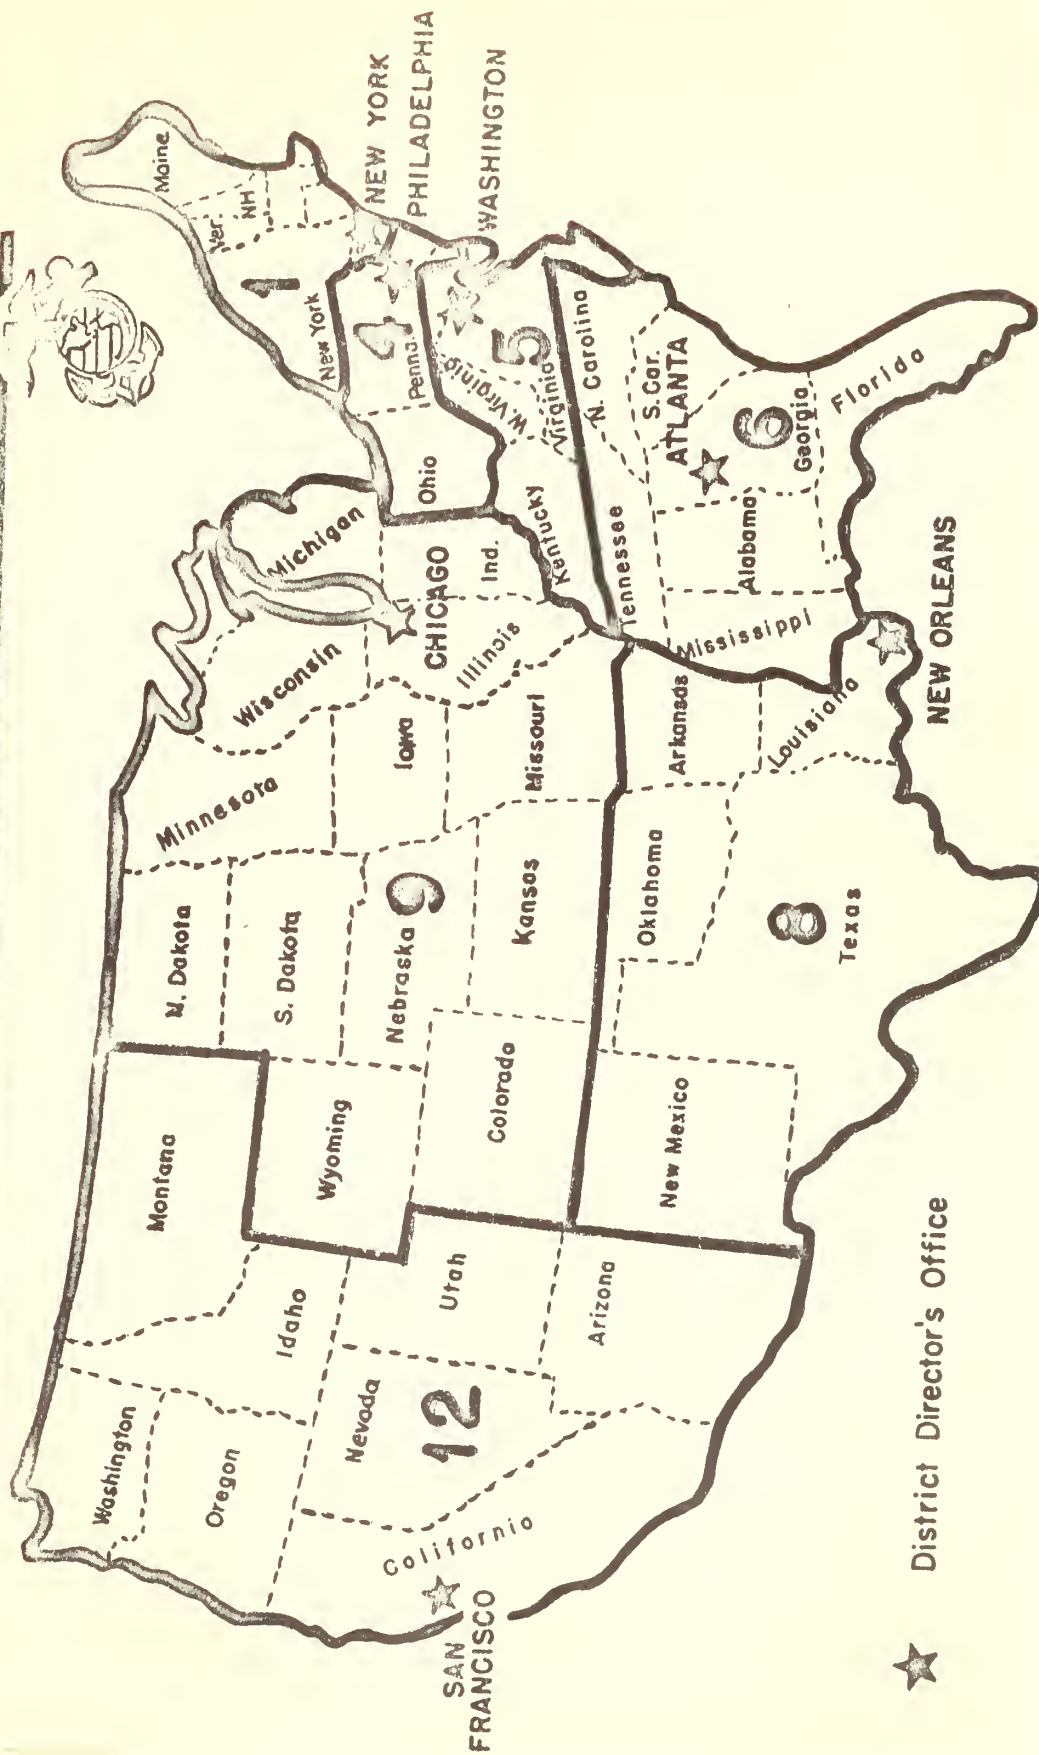 Washington
Oregon
Californio
SAN
FRANCISCO
Nevada
12
Idaho
Utah
Arizona
Montana
Wyoming
Colorado
New Mexico
N. Dakota
S. Dakota
Nebraska
9
Kansas
Oklahoma
8
Texas
Minnesota
Iowa
Missouri
Arkansas
Louisiana
NEW ORLEANS
Wisconsin
Illinois
CHICAGO
Michigan
Ind.
Ohio
Kentucky
Tennessee
Mississippi
Alabama
Georgia
6
ATLANTA
S. Car.
N. Carolina
Florida
Virginia
W. Virginia
5
Penna.
4
New York
1
Ver.
NH
Maine
NEW YORK
PHILADELPHIA
WASHINGTON
District Director's Office